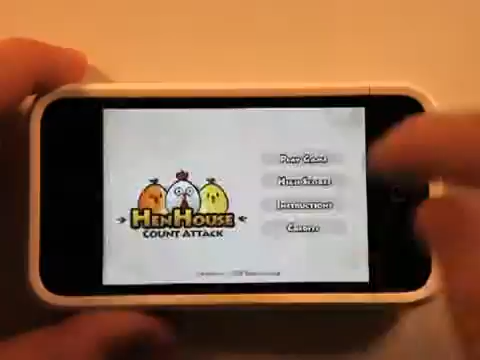 HenHouse
Count Attack
Play Game
High Scores
Instructions
Credits